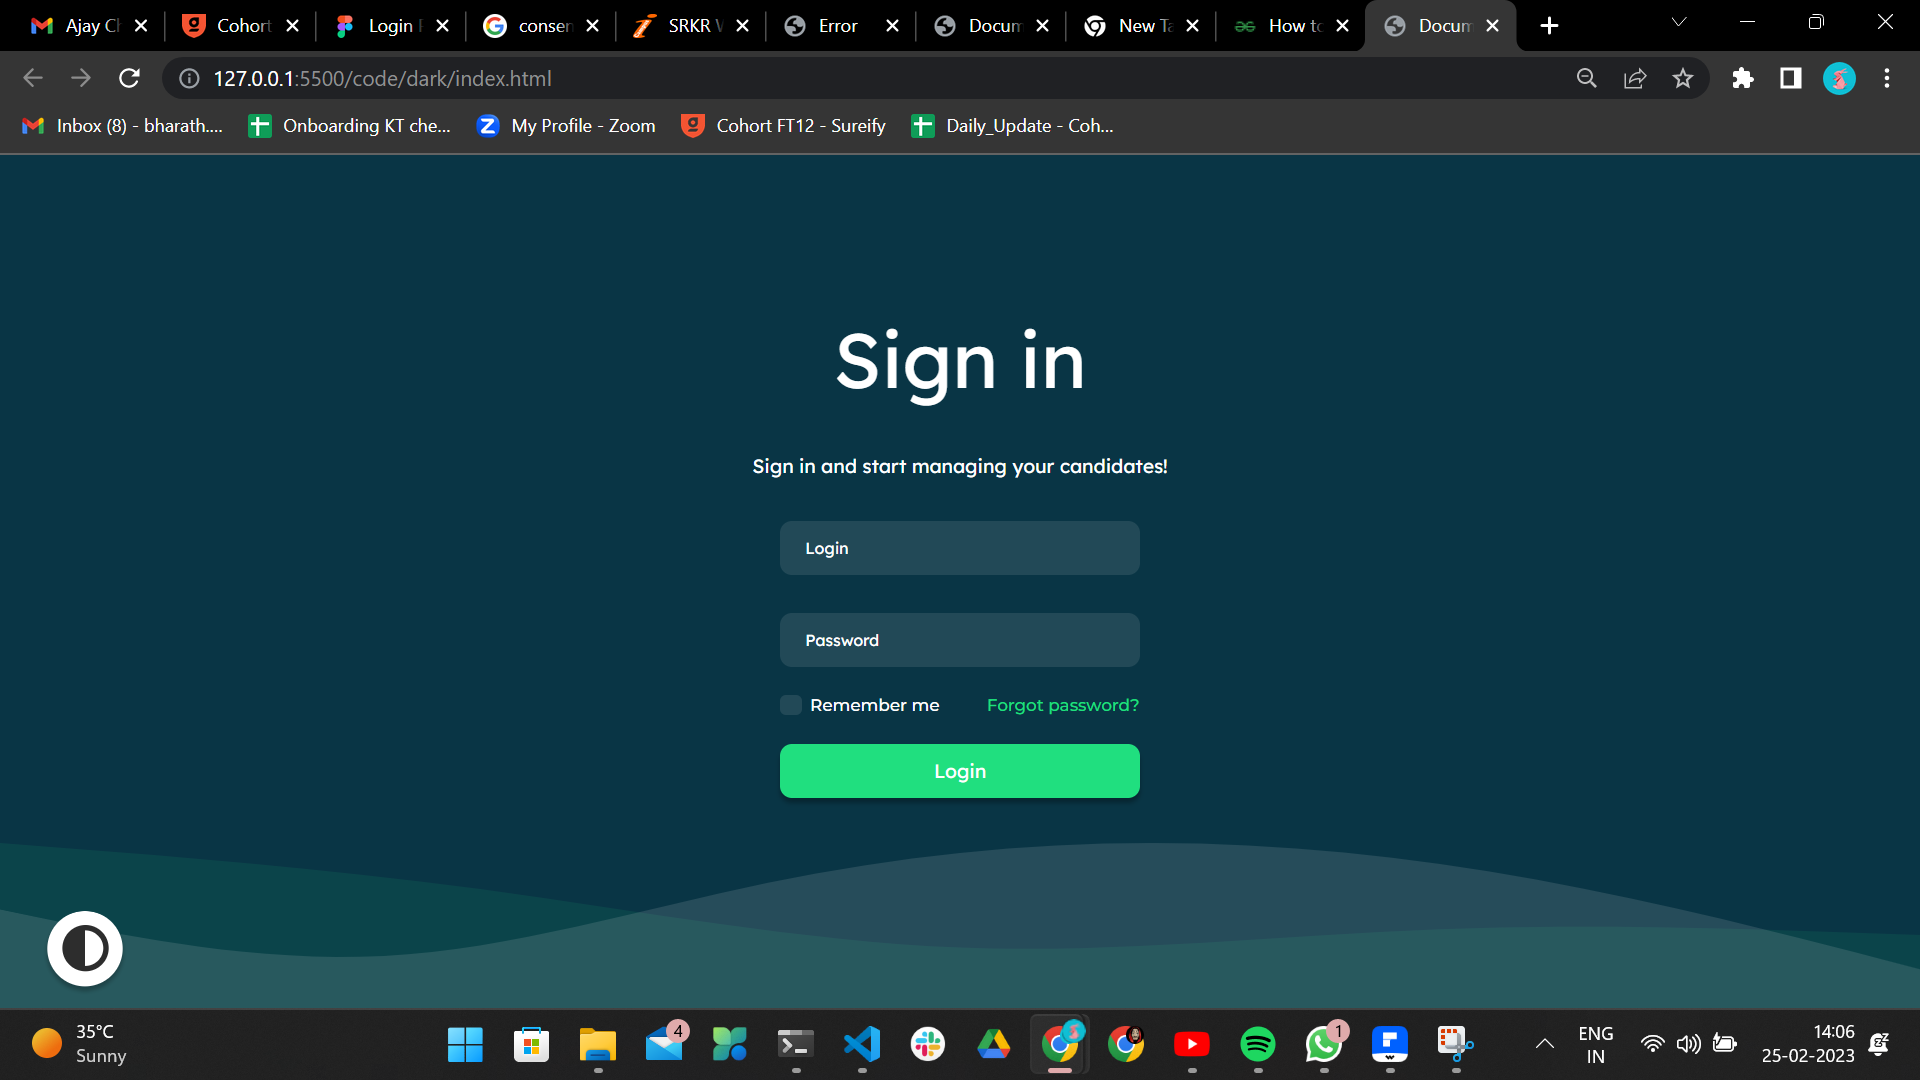 Ajay Ch
Cohort
Login
consen
SRKR
Error
Docum
New Ta
How to
Docum
127.0.0.1:5500/code/dark/index.html
Inbox (8) - bharath....
Onboarding KT che...
My Profile - Zoom
Cohort FT12 - Sureify
Daily_Update - Coh...
Sign in
Sign in and start managing your candidates!
Login
Password
Remember me
Forgot password?
Login
35°C
Sunny
4
1
ENG
IN
14:06
25-02-2023